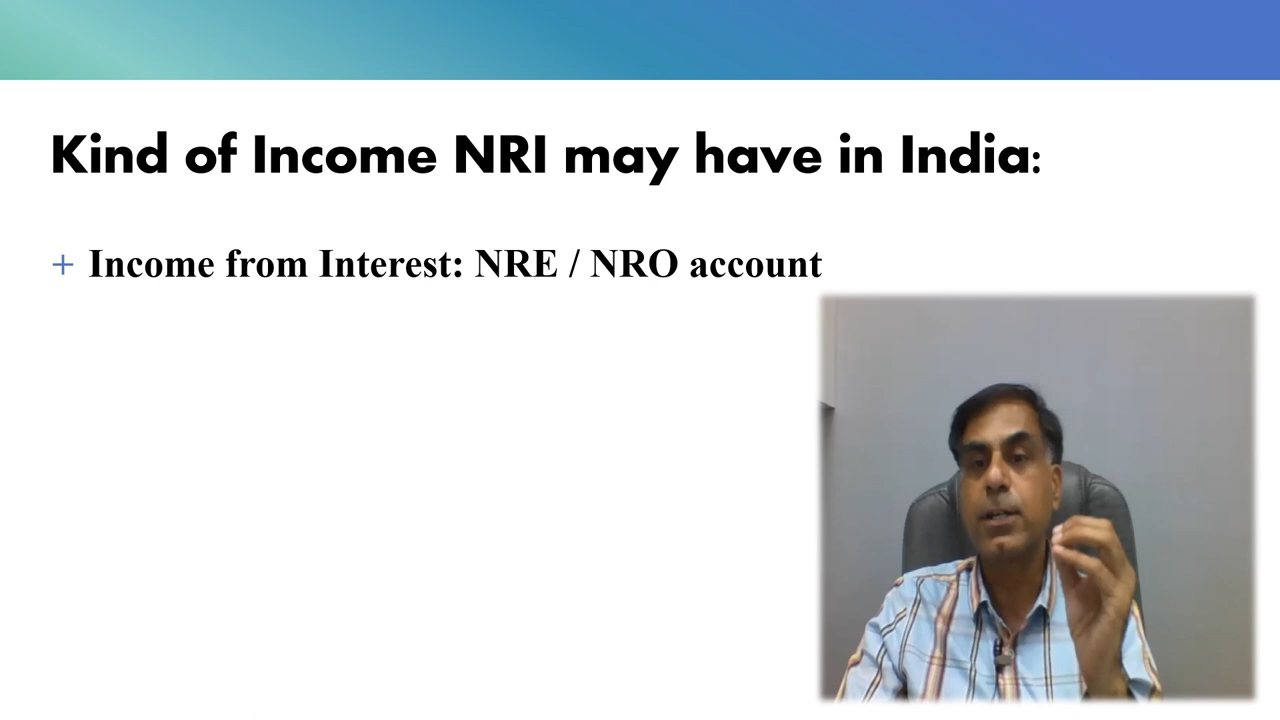 Kind of Income NRI may have in India:
+ Income from Interest: NRE / NRO account